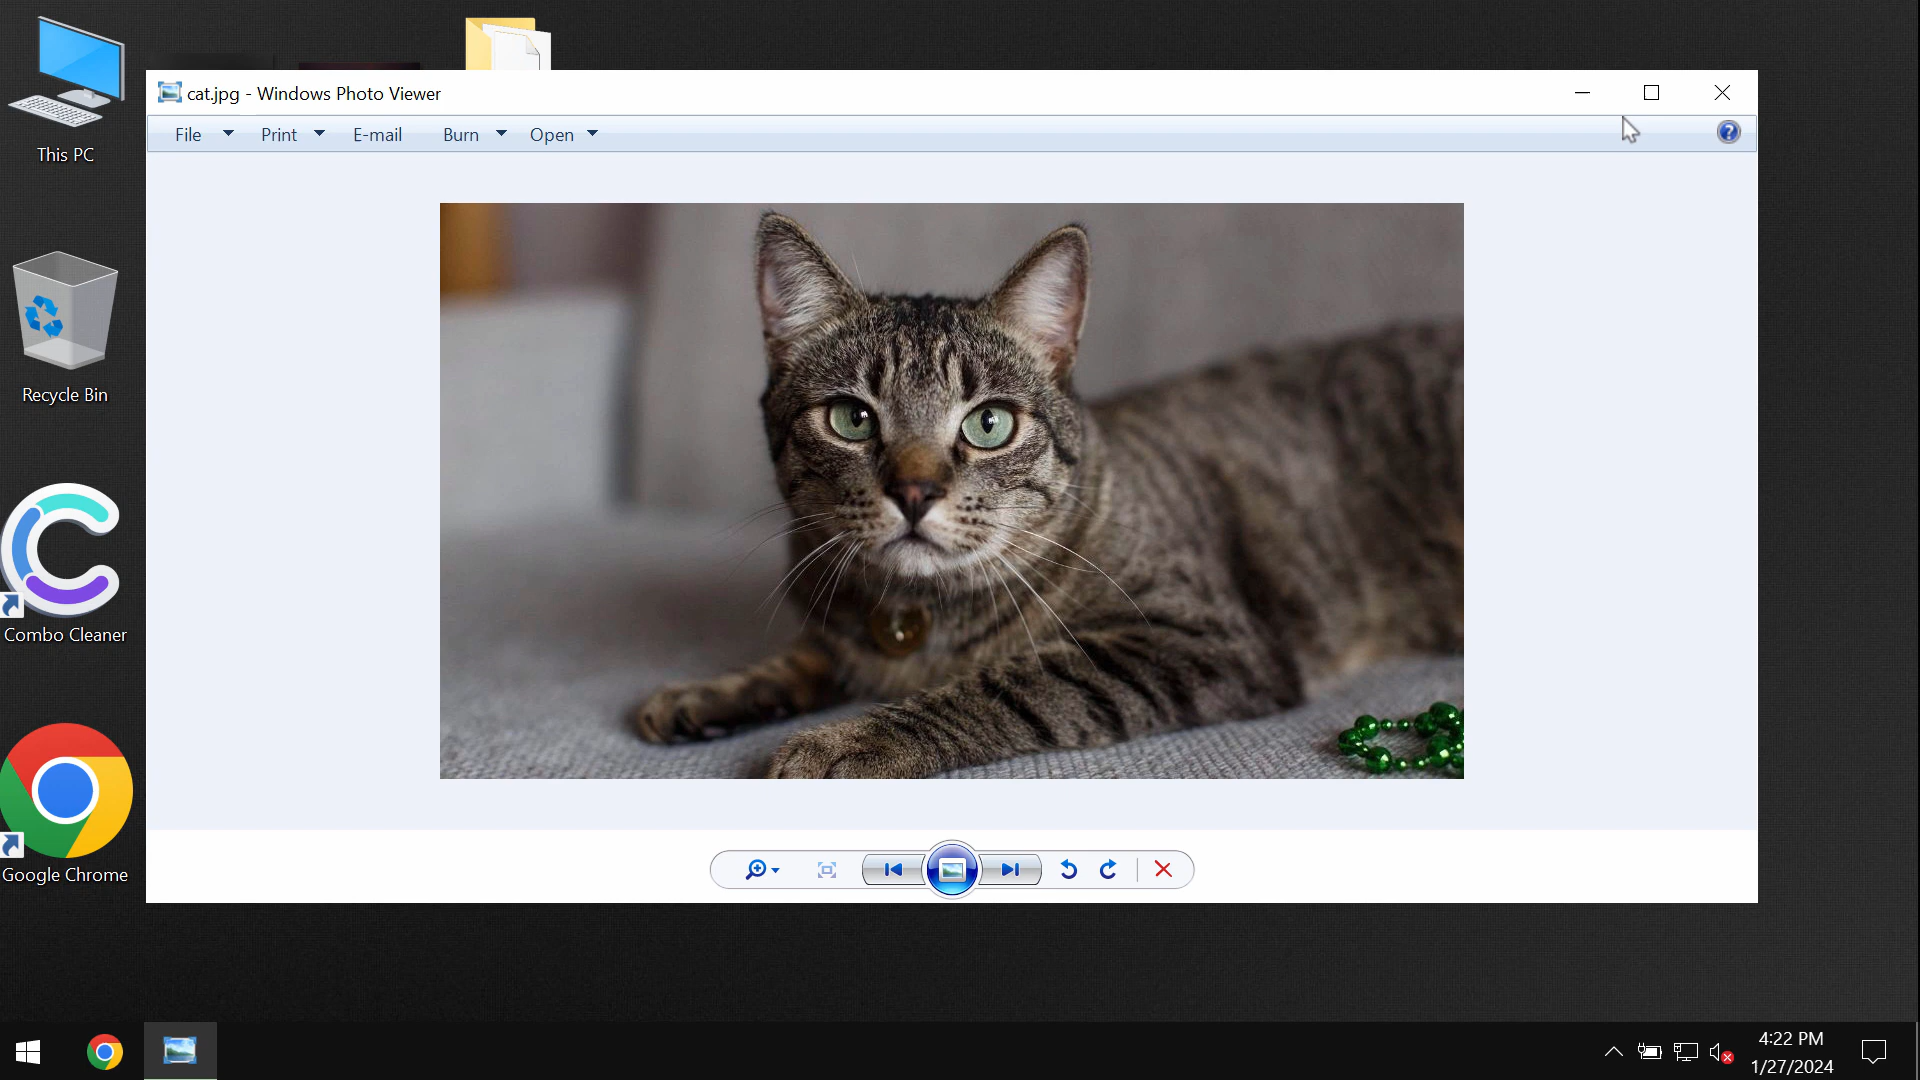 This PC
cat.jpg - Windows Photo Viewer
File
Print
E-mail
Burn
Open
?
Recycle Bin
Combo Cleaner
Google Chrome
4:22 PM
1/27/2024